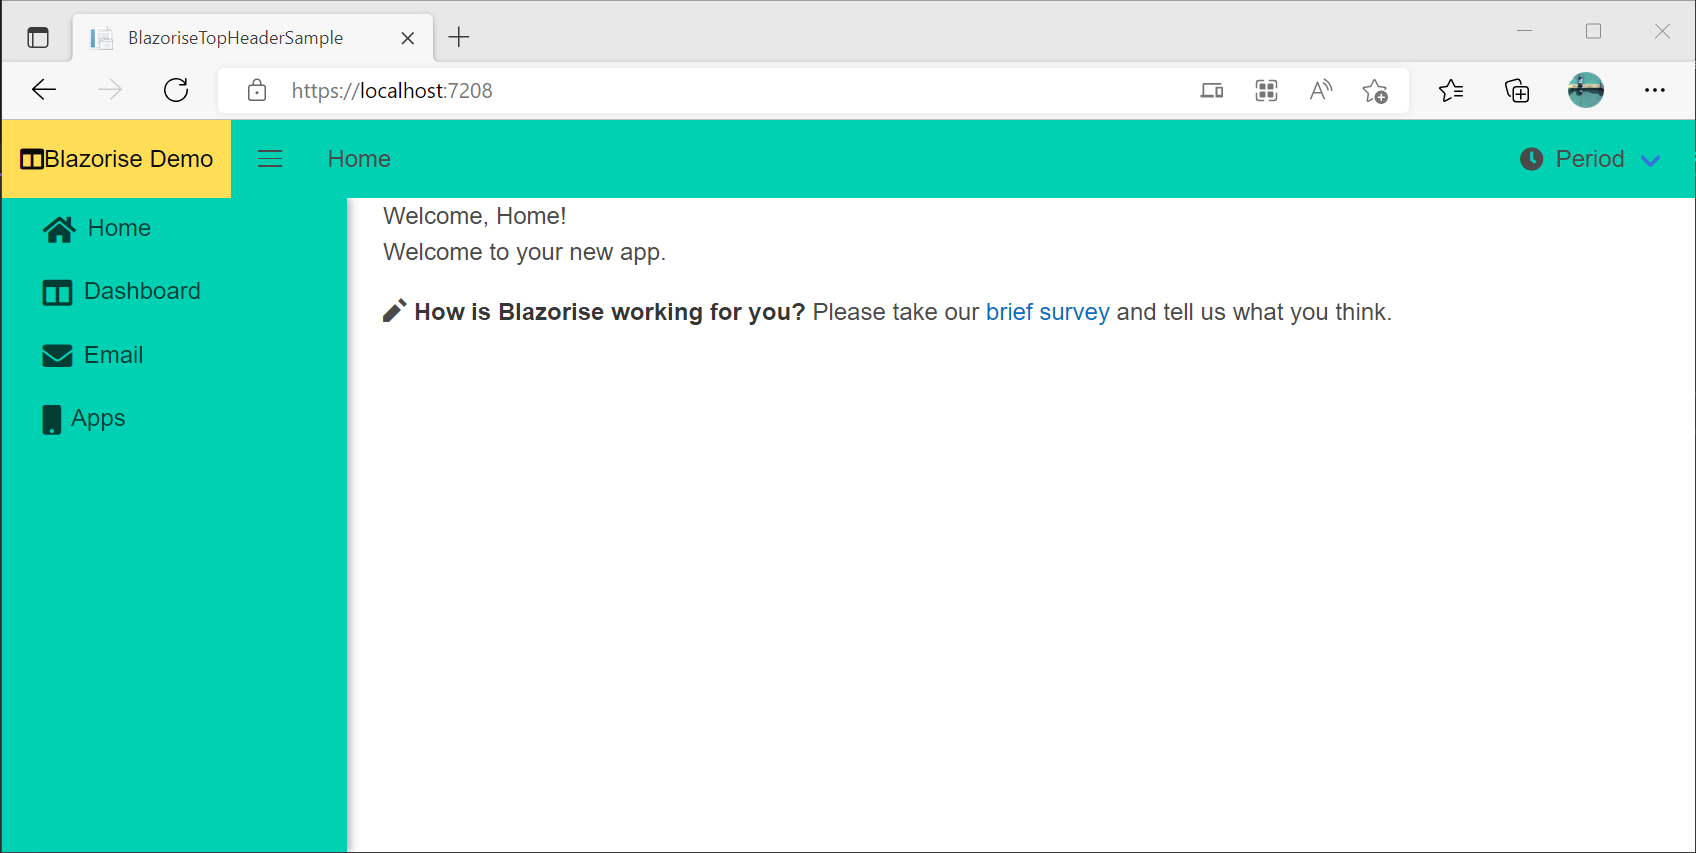 BlazoriseTopHeaderSample
https://localhost:7208
Blazorise Demo
Home
Period
Home
Dashboard
Email
Apps
Welcome, Home!
Welcome to your new app.
How is Blazorise working for you? Please take our brief survey and tell us what you think.